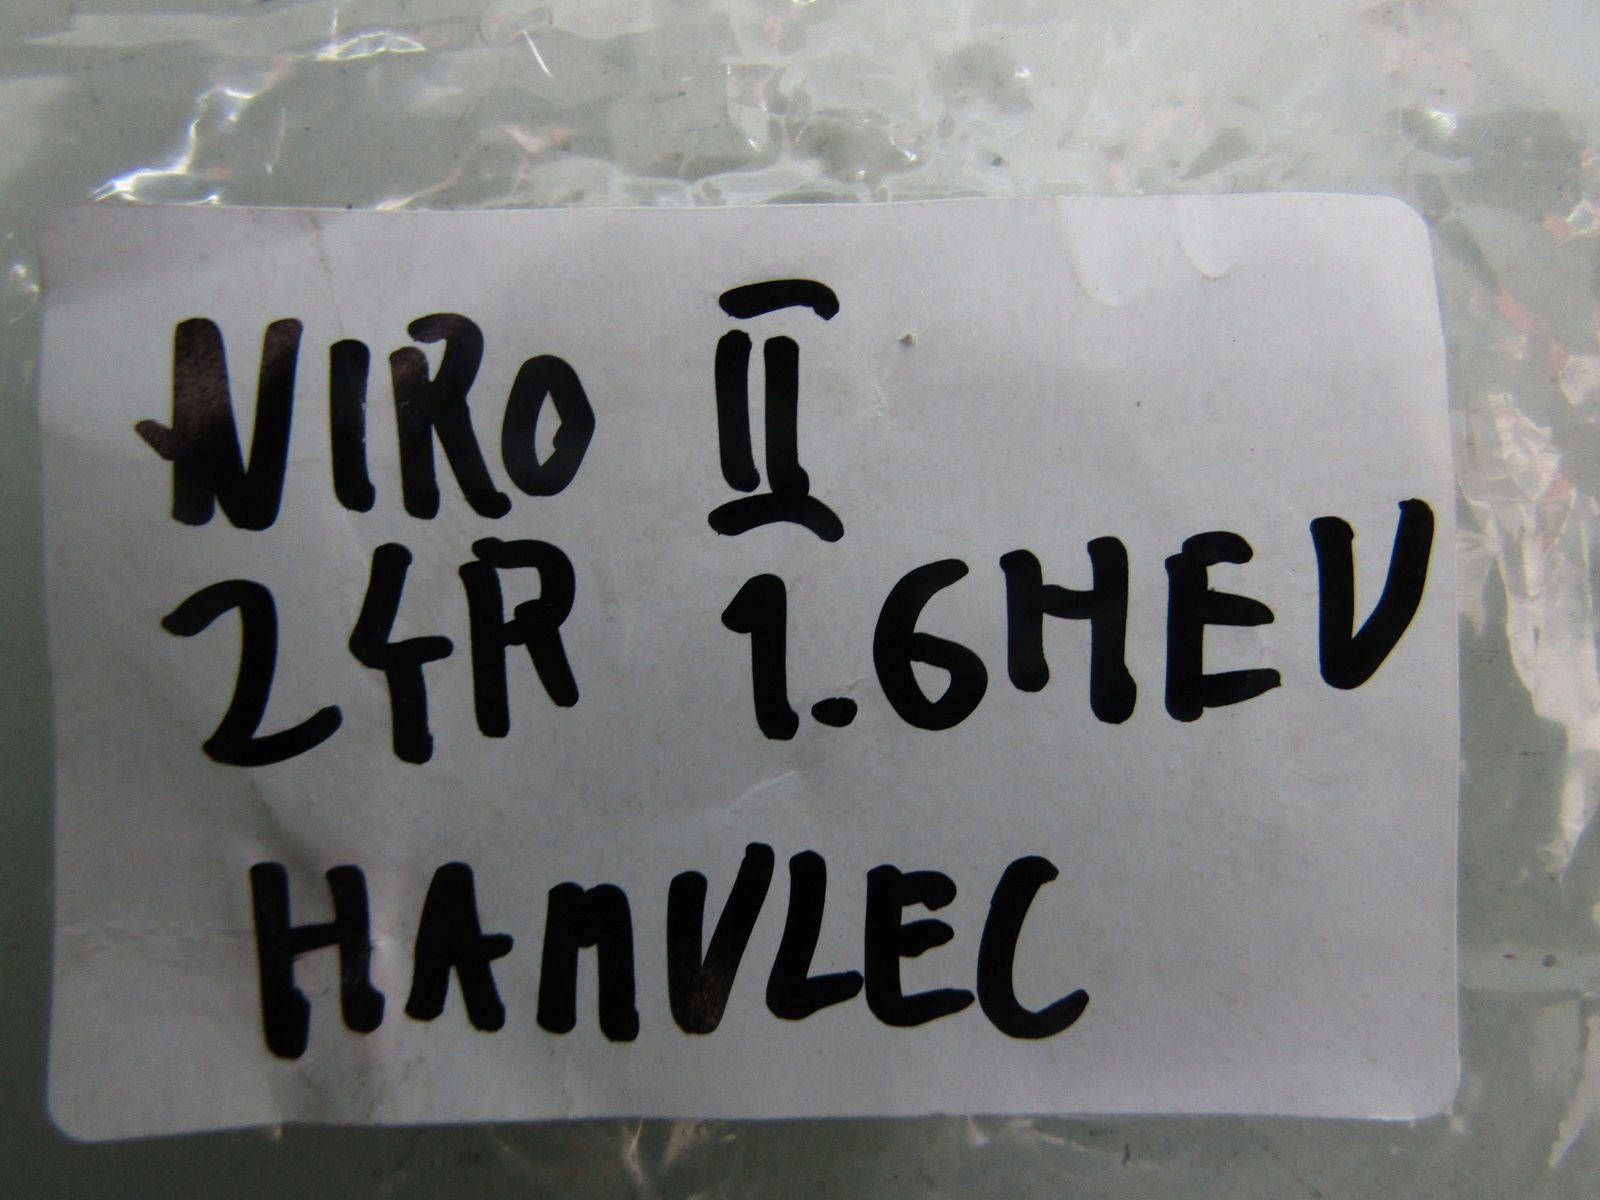 NIRO II
24R 1.6HEV
HAMVLEC